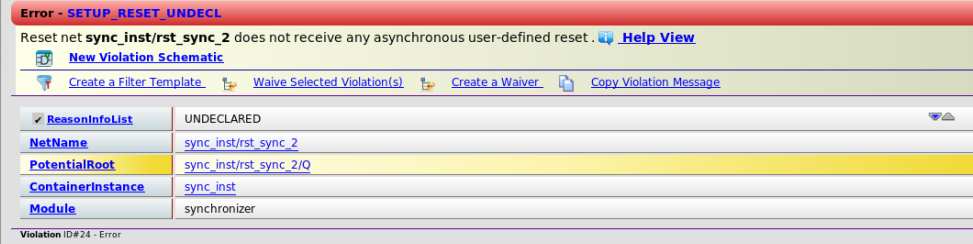 Error - SETUP_RESET_UNDECL
Reset net sync_inst/rst_sync_2 does not receive any asynchronous user-defined reset . Help View
New Violation Schematic
Create a Filter Template Waive Selected Violation(s) Create a Waiver Copy Violation Message
ReasonInfoList UNDECLARED
NetName sync_inst/rst_sync_2
PotentialRoot sync_inst/rst_sync_2/Q
ContainerInstance sync_inst
Module synchronizer
Violation ID#24 - Error